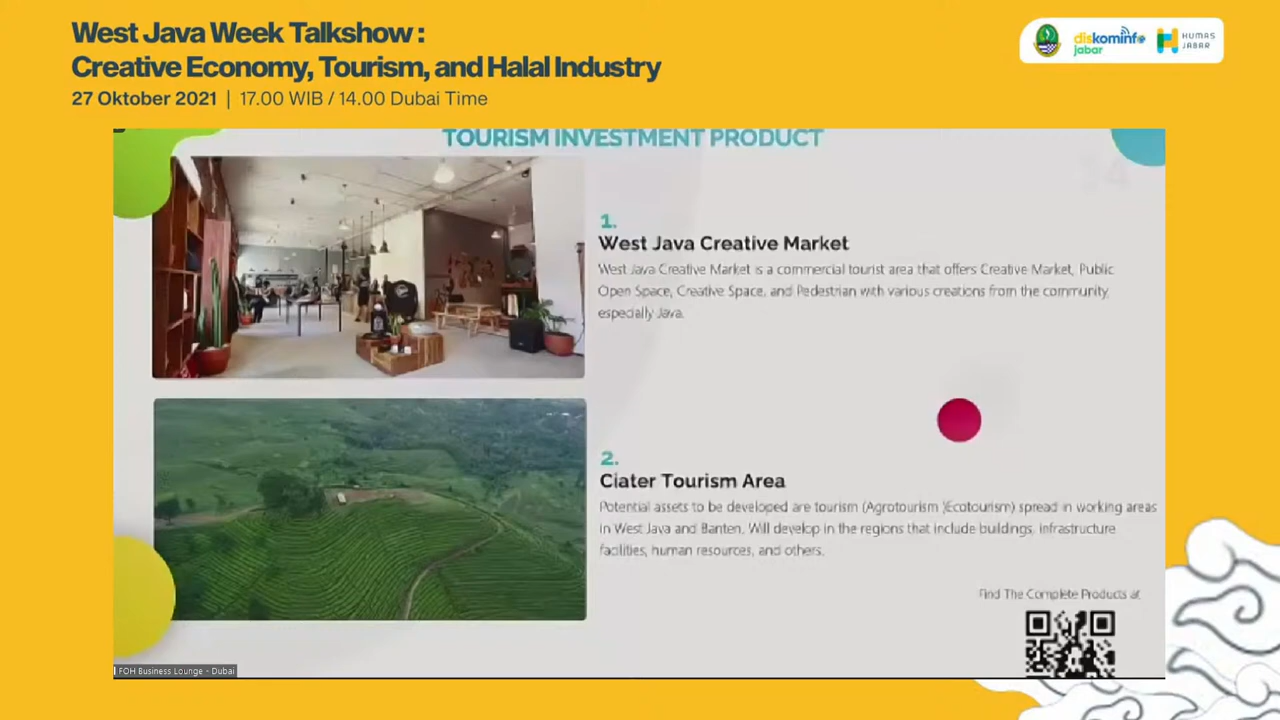 West Java Week Talkshow :
Creative Economy, Tourism, and Halal Industry
27 Oktober 2021 | 17.00 WIB / 14.00 Dubai Time
diskominfo
jabar
HUMAS
JABAR
TOURISM INVESTMENT PRODUCT
1.
West Java Creative Market
West Java Creative Market is a commercial tourist area that offers Creative Market, Public
Open Space, Creative Space, and Pedestrian with various creations from the community,
especially Java.
2.
Ciater Tourism Area
Potential assets to be developed are tourism (Agrotourism )Ecotourism) spread in working areas
in West Java and Banten. Will develop in the regions that include buildings, infrastructure
facilities, human resources, and others.
Find The Complete Products at
FOH Business Lounge - Dubai